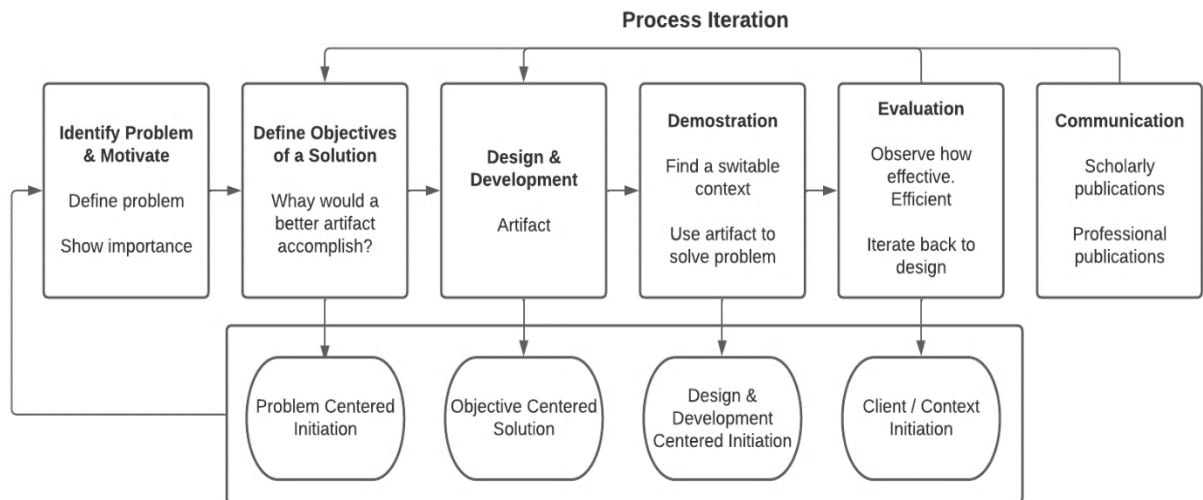 Process Iteration
Identify Problem
& Motivate
Define problem
Show importance
Define Objectives
of a Solution
Whay would a
better artifact
accomplish?
Design &
Development
Artifact
Demostration
Find a switable
context
Use artifact to
solve problem
Evaluation
Observe how
effective.
Efficient
Iterate back to
design
Communication
Scholarly
publications
Professional
publications
Problem Centered
Initiation
Objective Centered
Solution
Design &
Development
Centered Initiation
Client / Context
Initiation